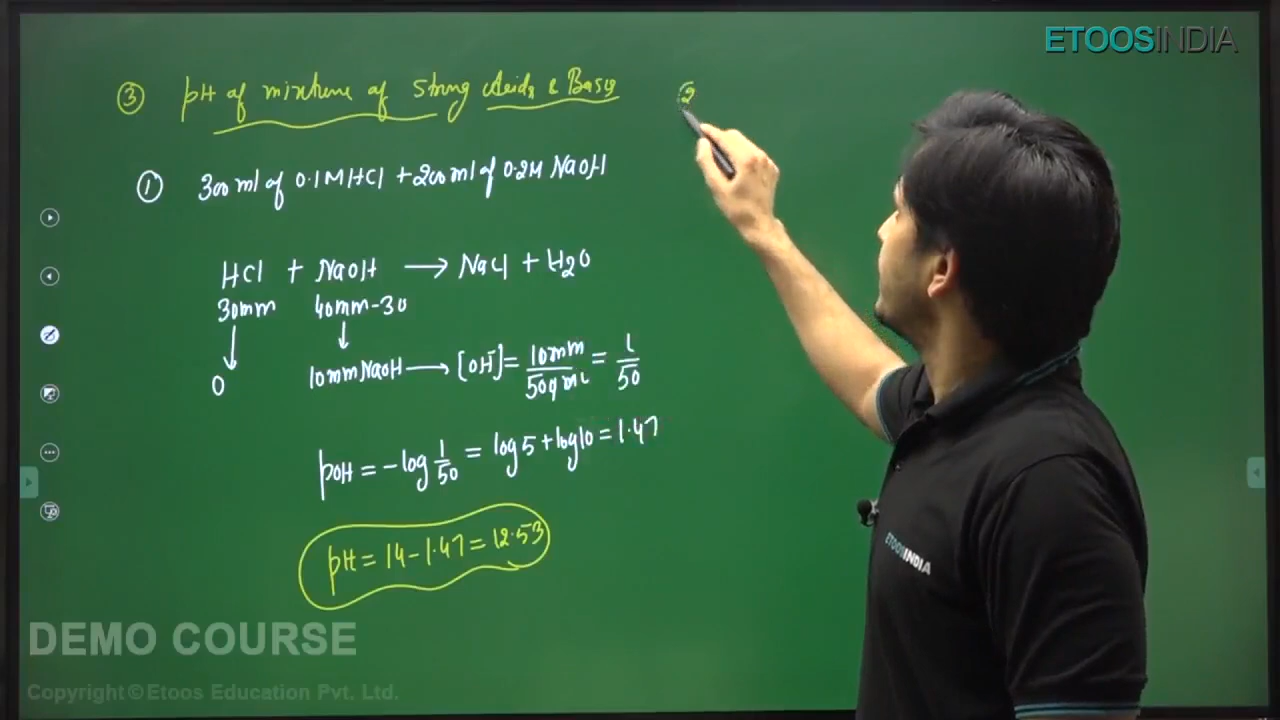 ETOOSINDIA
③ pH of mixture of strong Acids & Bases
②
① 300 ml of 0.1M HCl + 200 ml of 0.2M NaOH
HCl + NaOH → NaCl + H2O
30mm 40mm-30
↓ ↓
0 10mm NaOH → [OH⁻] = 10mm/500ml = 1/50
pOH = -log 1/50 = log 5 + log 10 = 1.47
pH = 14 - 1.47 = 12.53
ETOOSINDIA
DEMO COURSE
Copyright © Etoos Education Pvt. Ltd.